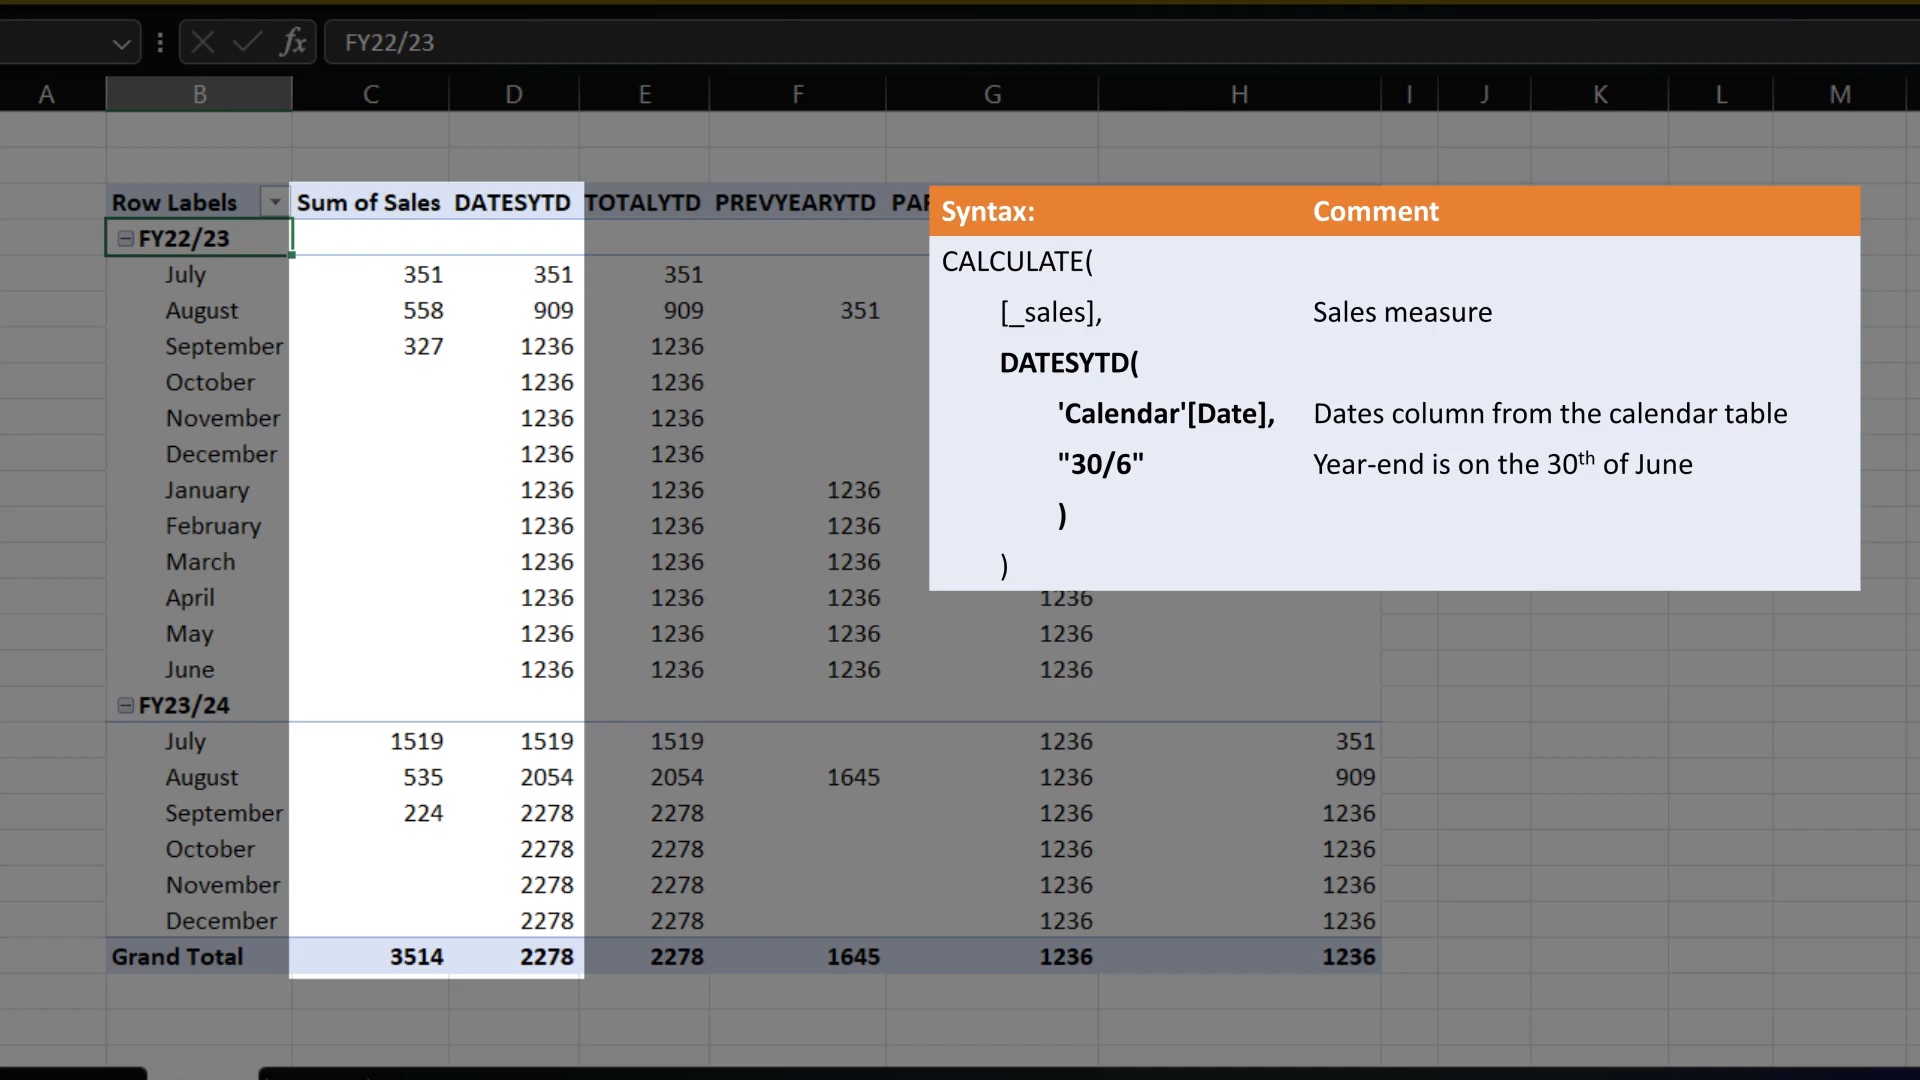 FY22/23
A B C D E F G H I J K L M
Row Labels Sum of Sales DATESYTD TOTALYTD PREVYEARYTD
FY22/23
July 351 351 351
August 558 909 909 351
September 327 1236 1236
October 1236 1236
November 1236 1236
December 1236 1236
January 1236 1236 1236
February 1236 1236 1236
March 1236 1236 1236
April 1236 1236 1236 1236
May 1236 1236 1236 1236
June 1236 1236 1236 1236
FY23/24
July 1519 1519 1519 1236 351
August 535 2054 2054 1645 1236 909
September 224 2278 2278 1236 1236
October 2278 2278 1236 1236
November 2278 2278 1236 1236
December 2278 2278 1236 1236
Grand Total 3514 2278 2278 1645 1236 1236
Syntax: Comment
CALCULATE(
[_sales], Sales measure
DATESYTD(
'Calendar'[Date], Dates column from the calendar table
"30/6" Year-end is on the 30th of June
)
)